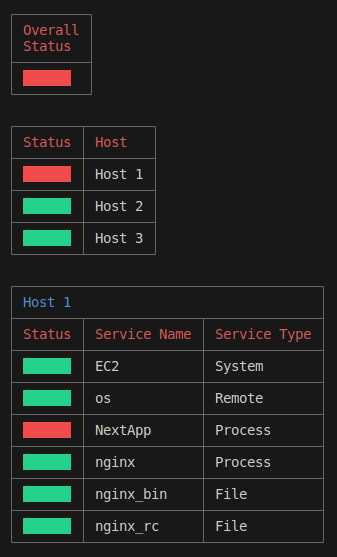 Overall
Status
Status Host
Host 1
Host 2
Host 3
Host 1
Status Service Name Service Type
EC2 System
os Remote
NextApp Process
nginx Process
nginx_bin File
nginx_rc File